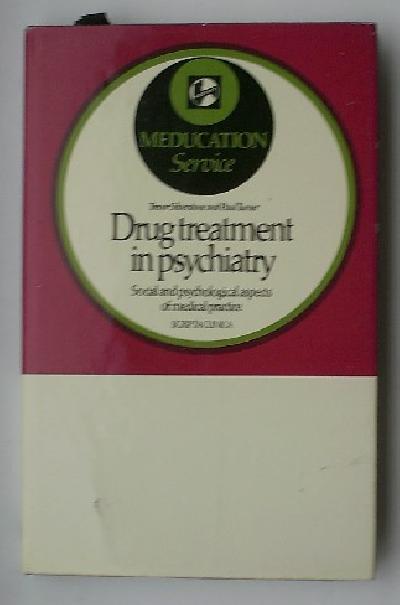 MEDUCATION
Service
Trevor Silverstone and Paul Turner
Drug treatment
in psychiatry
Social and psychological aspects
of medical practice
SCRIPTA CLINICA